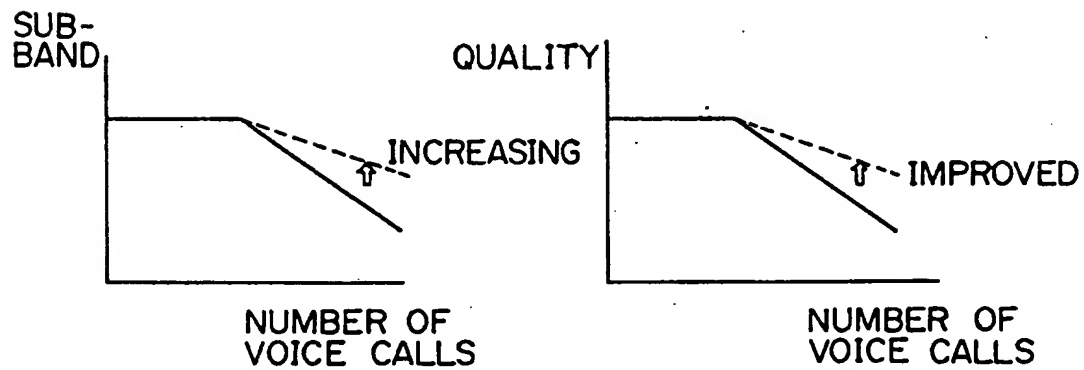 SUB-
BAND
INCREASING
NUMBER OF
VOICE CALLS
QUALITY
IMPROVED
NUMBER OF
VOICE CALLS